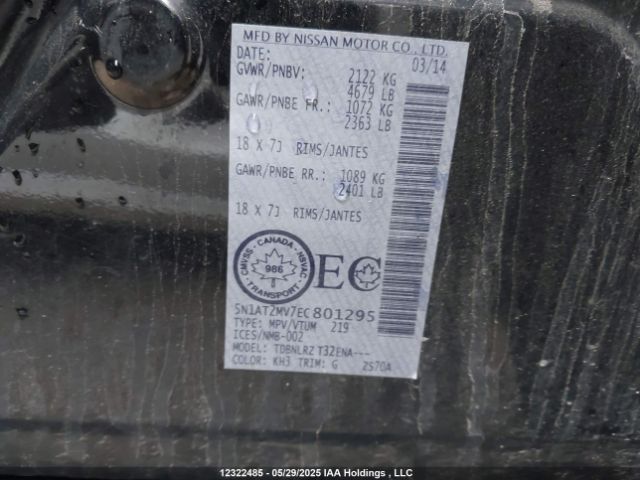 MFD BY NISSAN MOTOR CO., LTD.
DATE: 03/14
GVWR/PNBV: 2122 KG
4679 LB
GAWR/PNBE FR.: 1072 KG
2363 LB
18 X 7J RIMS/JANTES
GAWR/PNBE RR.: 1089 KG
2401 LB
18 X 7J RIMS/JANTES
CANADA
CMVSS NSVAC
986
TRANSPORT
EC
5N1AT2MV7EC801295
TYPE: MPV/VTUM 219
ICES/NMB-002
MODEL: TDBNLRZ T32ENA---
COLOR: KH3 TRIM: G 2570A
12322485 - 05/29/2025 IAA Holdings , LLC